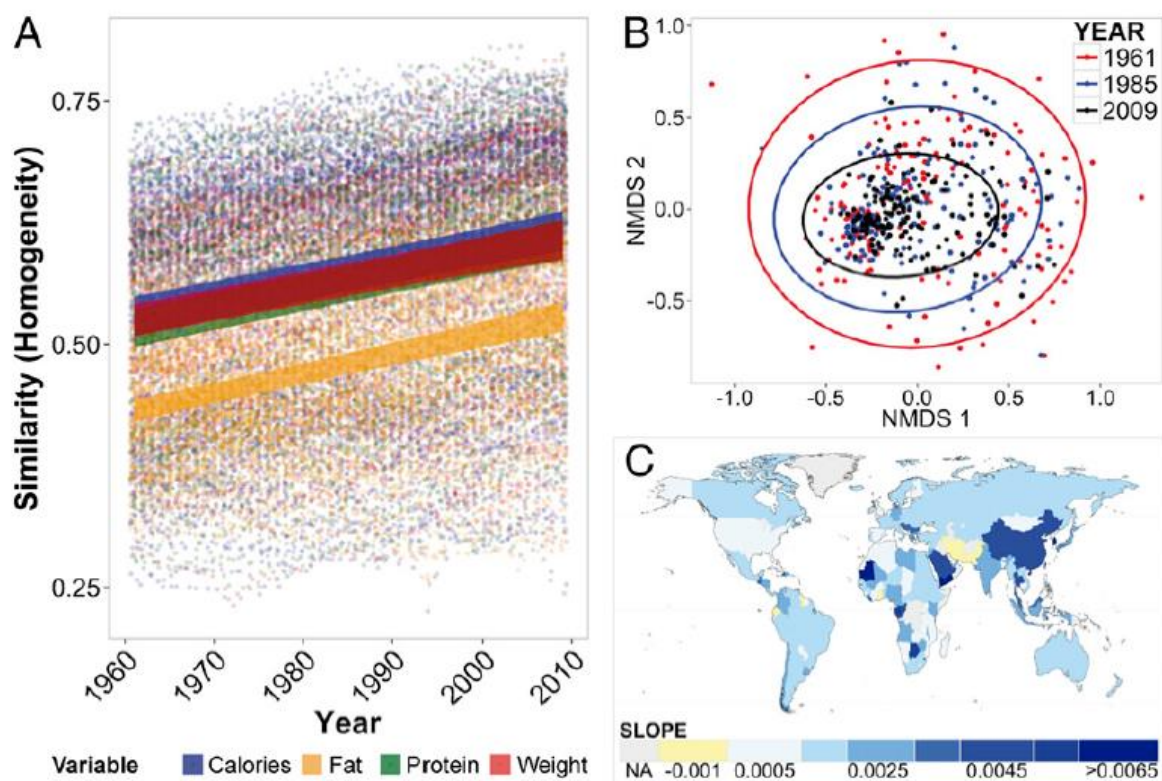 A
Similarity (Homogeneity)
0.75
0.50
0.25
1960
1970
1980
1990
2000
2010
Year
Variable Calories Fat Protein Weight
B
YEAR
1961
1985
2009
NMDS 2
1.0
0.5
0.0
-0.5
-1.0 -0.5 0.0 0.5 1.0
NMDS 1
C
SLOPE
NA -0.001 0.0005 0.0025 0.0045 >0.0065